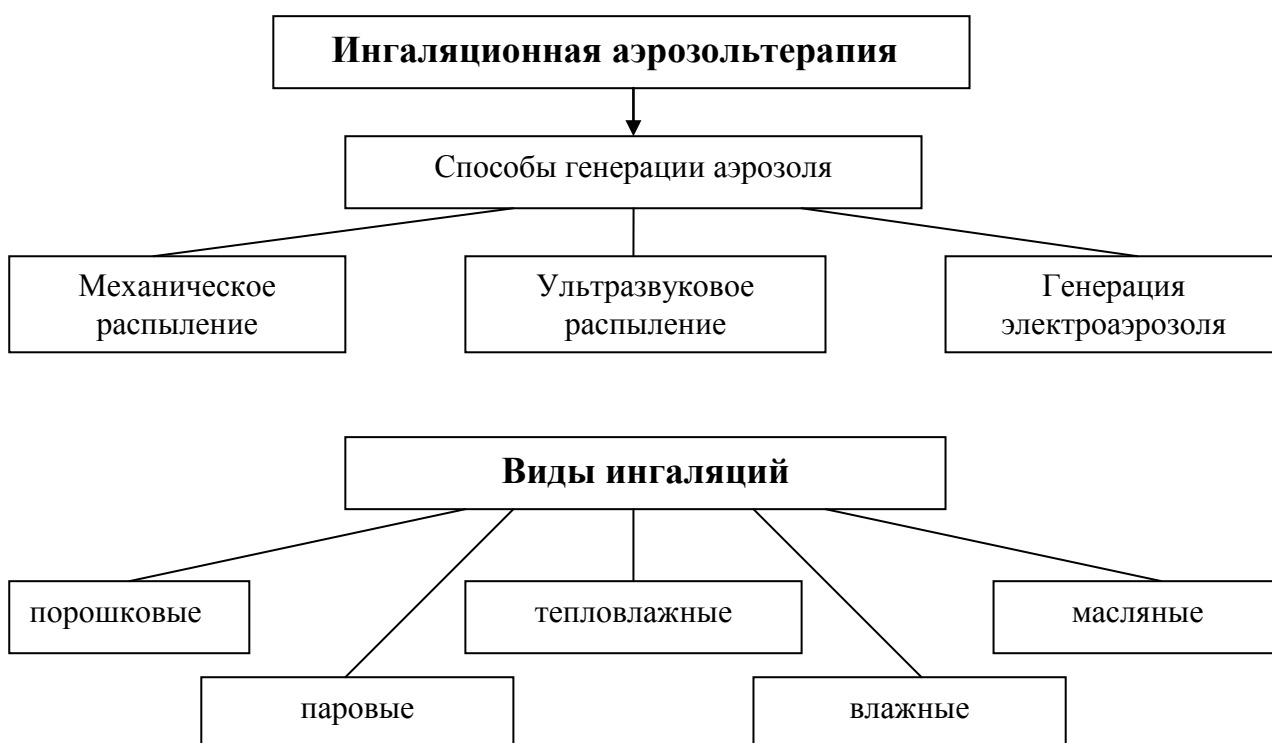 Ингаляционная аэрозольтерапия
Способы генерации аэрозоля
Механическое
распыление
Ультразвуковое
распыление
Генерация
электроаэрозоля
Виды ингаляций
порошковые
тепловлажные
масляные
паровые
влажные